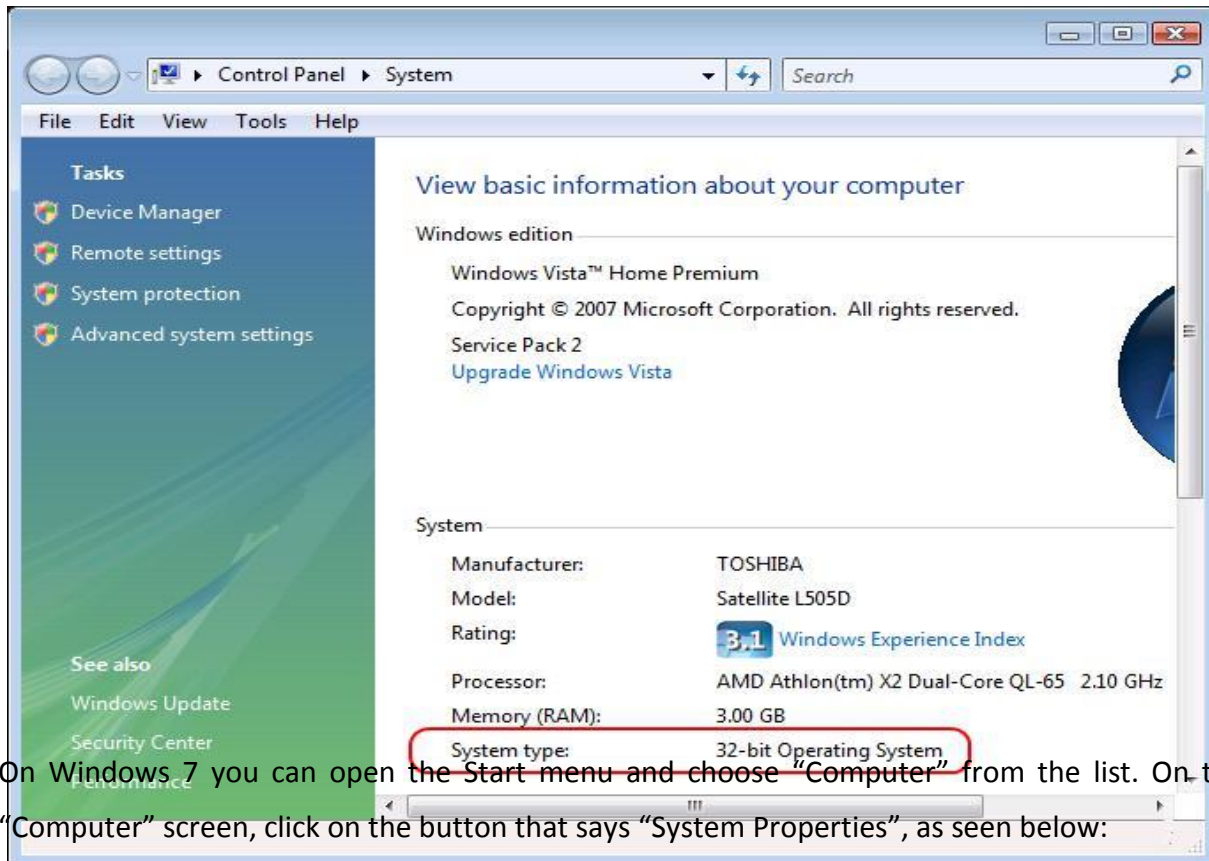 Control Panel System Search
File Edit View Tools Help
Tasks
Device Manager
Remote settings
System protection
Advanced system settings
See also
Windows Update
Security Center
Performance
View basic information about your computer
Windows edition
Windows Vista™ Home Premium
Copyright © 2007 Microsoft Corporation. All rights reserved.
Service Pack 2
Upgrade Windows Vista
System
Manufacturer: TOSHIBA
Model: Satellite L505D
Rating: 3.1 Windows Experience Index
Processor: AMD Athlon(tm) X2 Dual-Core QL-65 2.10 GHz
Memory (RAM): 3.00 GB
System type: 32-bit Operating System
On Windows 7 you can open the Start menu and choose “Computer” from the list. On t
“Computer” screen, click on the button that says “System Properties”, as seen below: